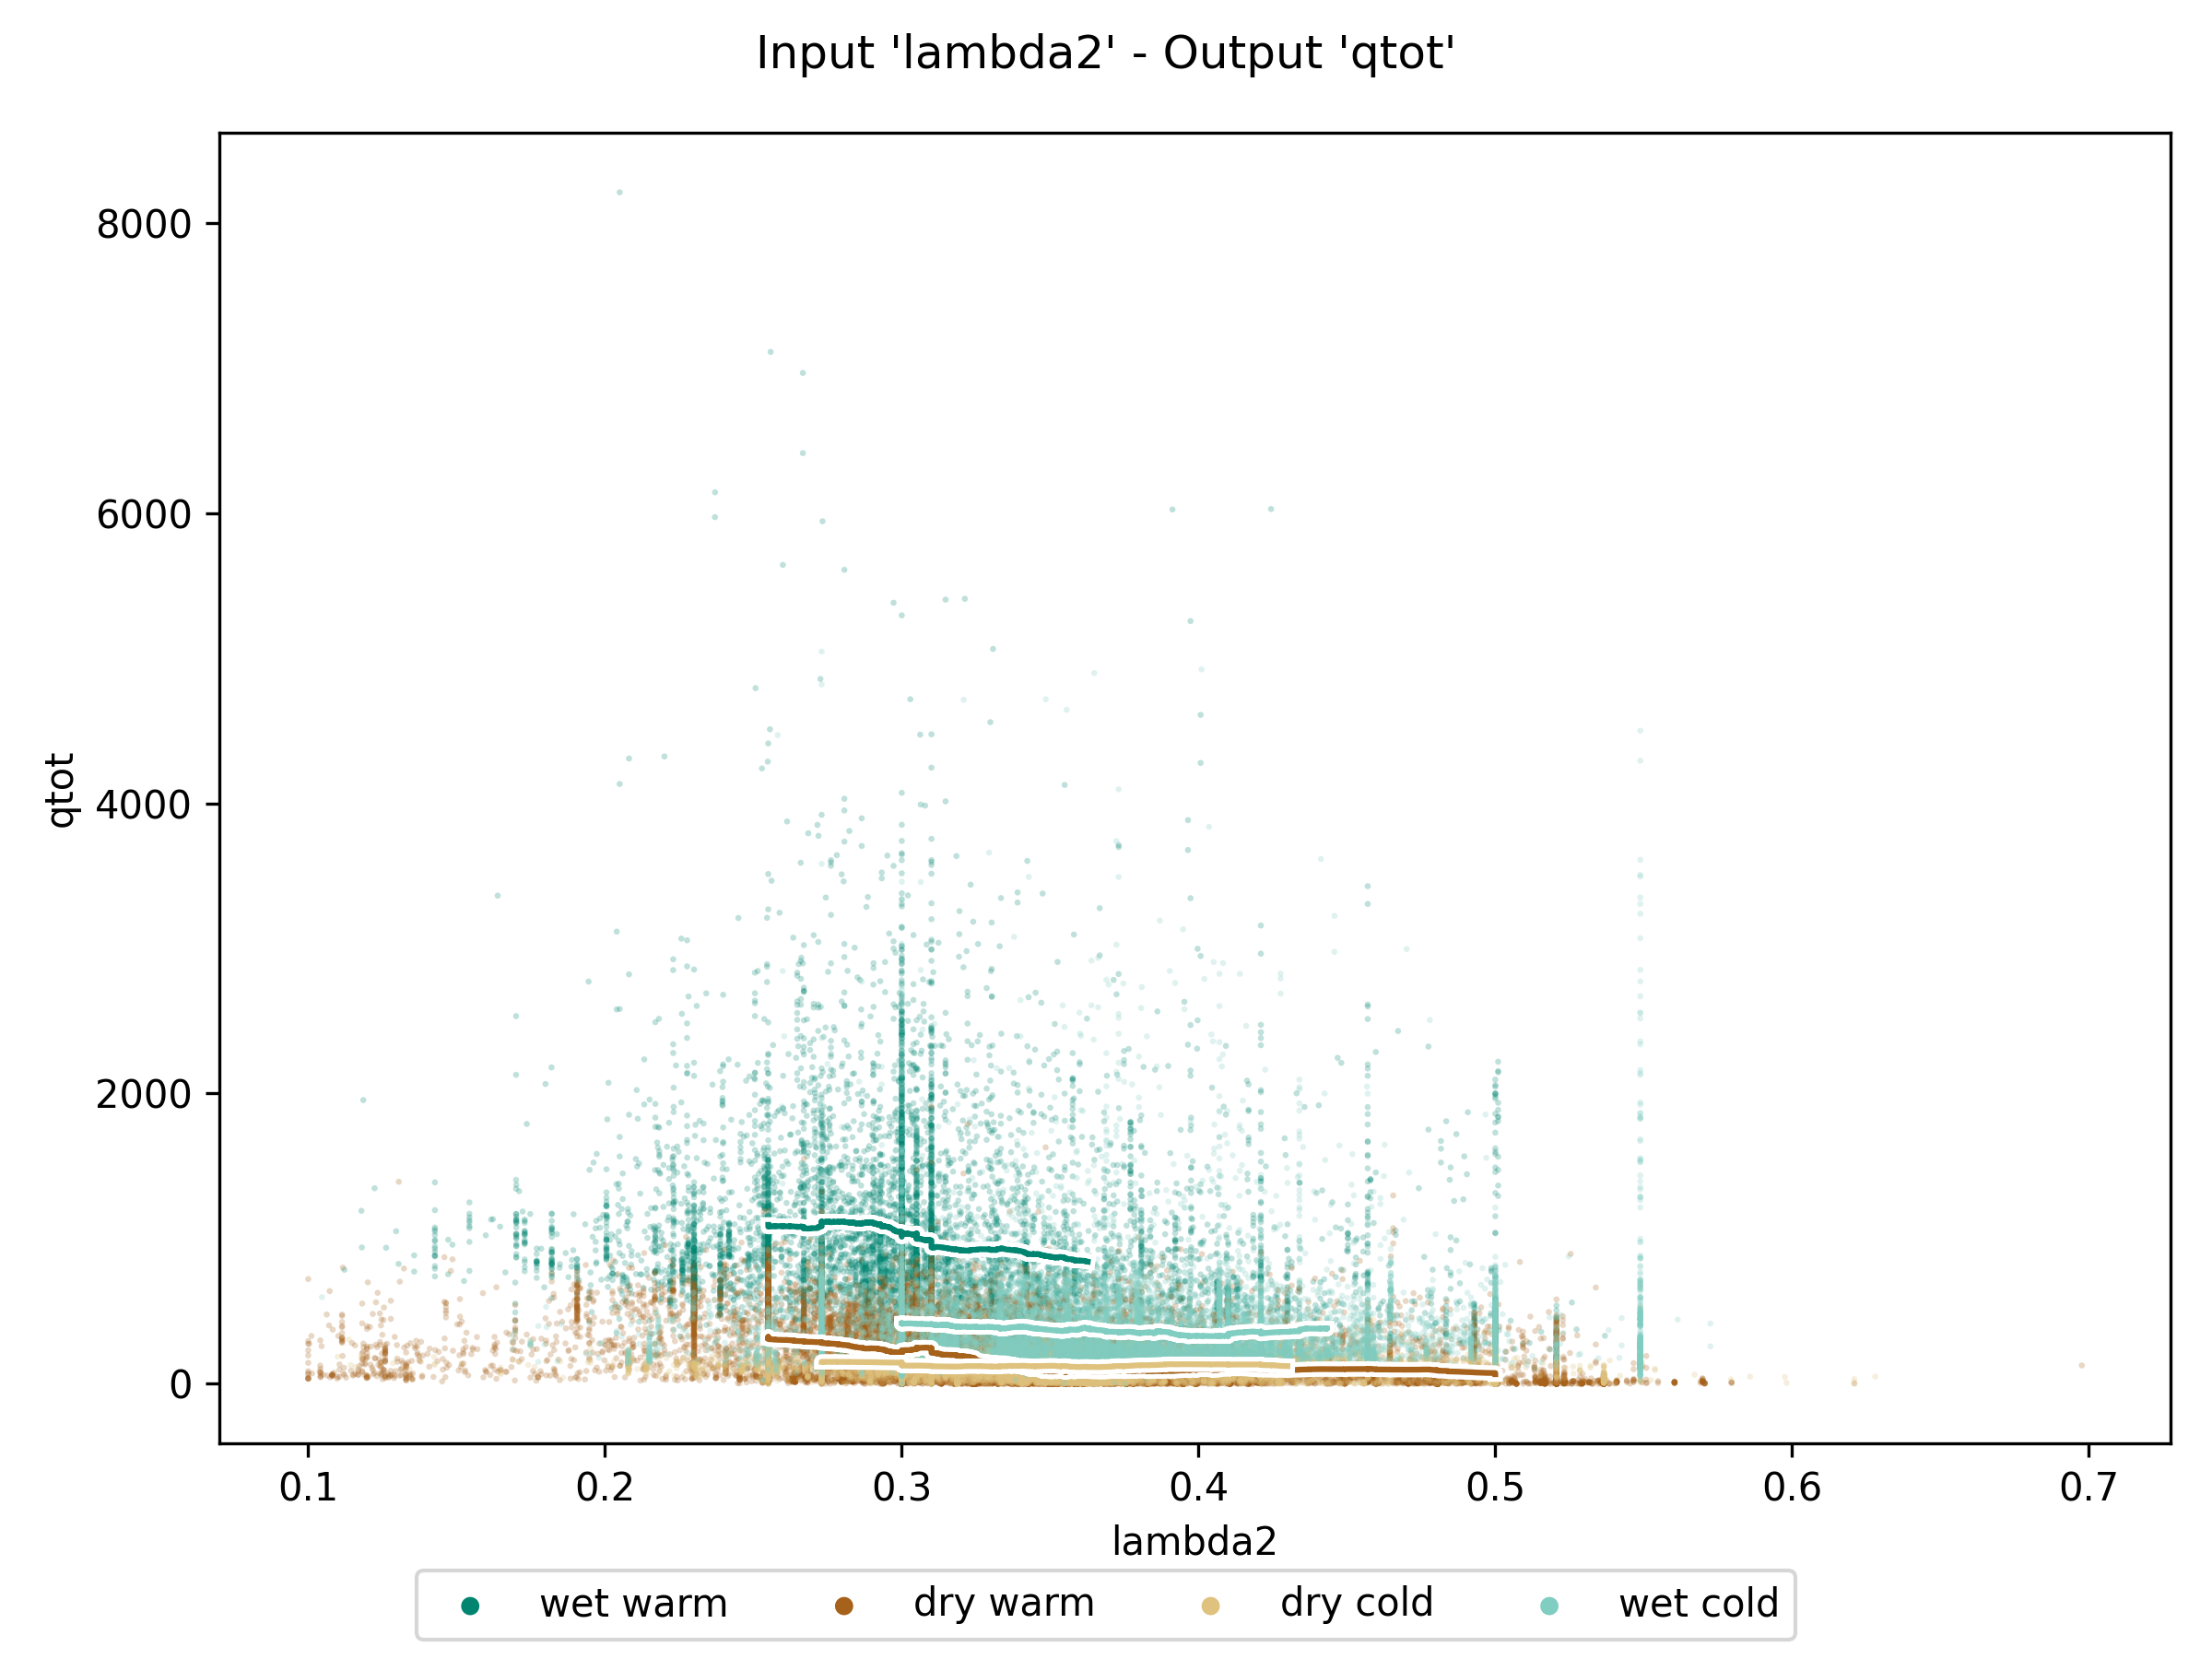 Input 'lambda2' - Output 'qtot'
8000
6000
4000
2000
0
qtot
0.1 0.2 0.3 0.4 0.5 0.6 0.7
lambda2
wet warm dry warm dry cold wet cold